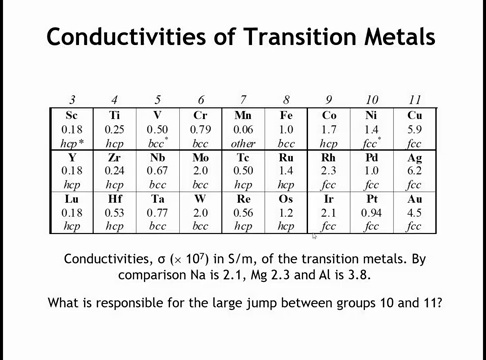 Conductivities of Transition Metals
3 4 5 6 7 8 9 10 11
Sc Ti V Cr Mn Fe Co Ni Cu
0.18 0.25 0.50 0.79 0.06 1.0 1.7 1.4 5.9
hcp* hcp bcc* bcc other bcc hcp fcc* fcc
Y Zr Nb Mo Tc Ru Rh Pd Ag
0.18 0.24 0.67 2.0 0.50 1.4 2.3 1.0 6.2
hcp hcp bcc bcc hcp hcp fcc fcc fcc
Lu Hf Ta W Re Os Ir Pt Au
0.18 0.53 0.77 2.0 0.56 1.2 2.1 0.94 4.5
hcp hcp bcc bcc hcp hcp fcc fcc fcc
Conductivities, σ (× 10⁷) in S/m, of the transition metals. By
comparison Na is 2.1, Mg 2.3 and Al is 3.8.
What is responsible for the large jump between groups 10 and 11?